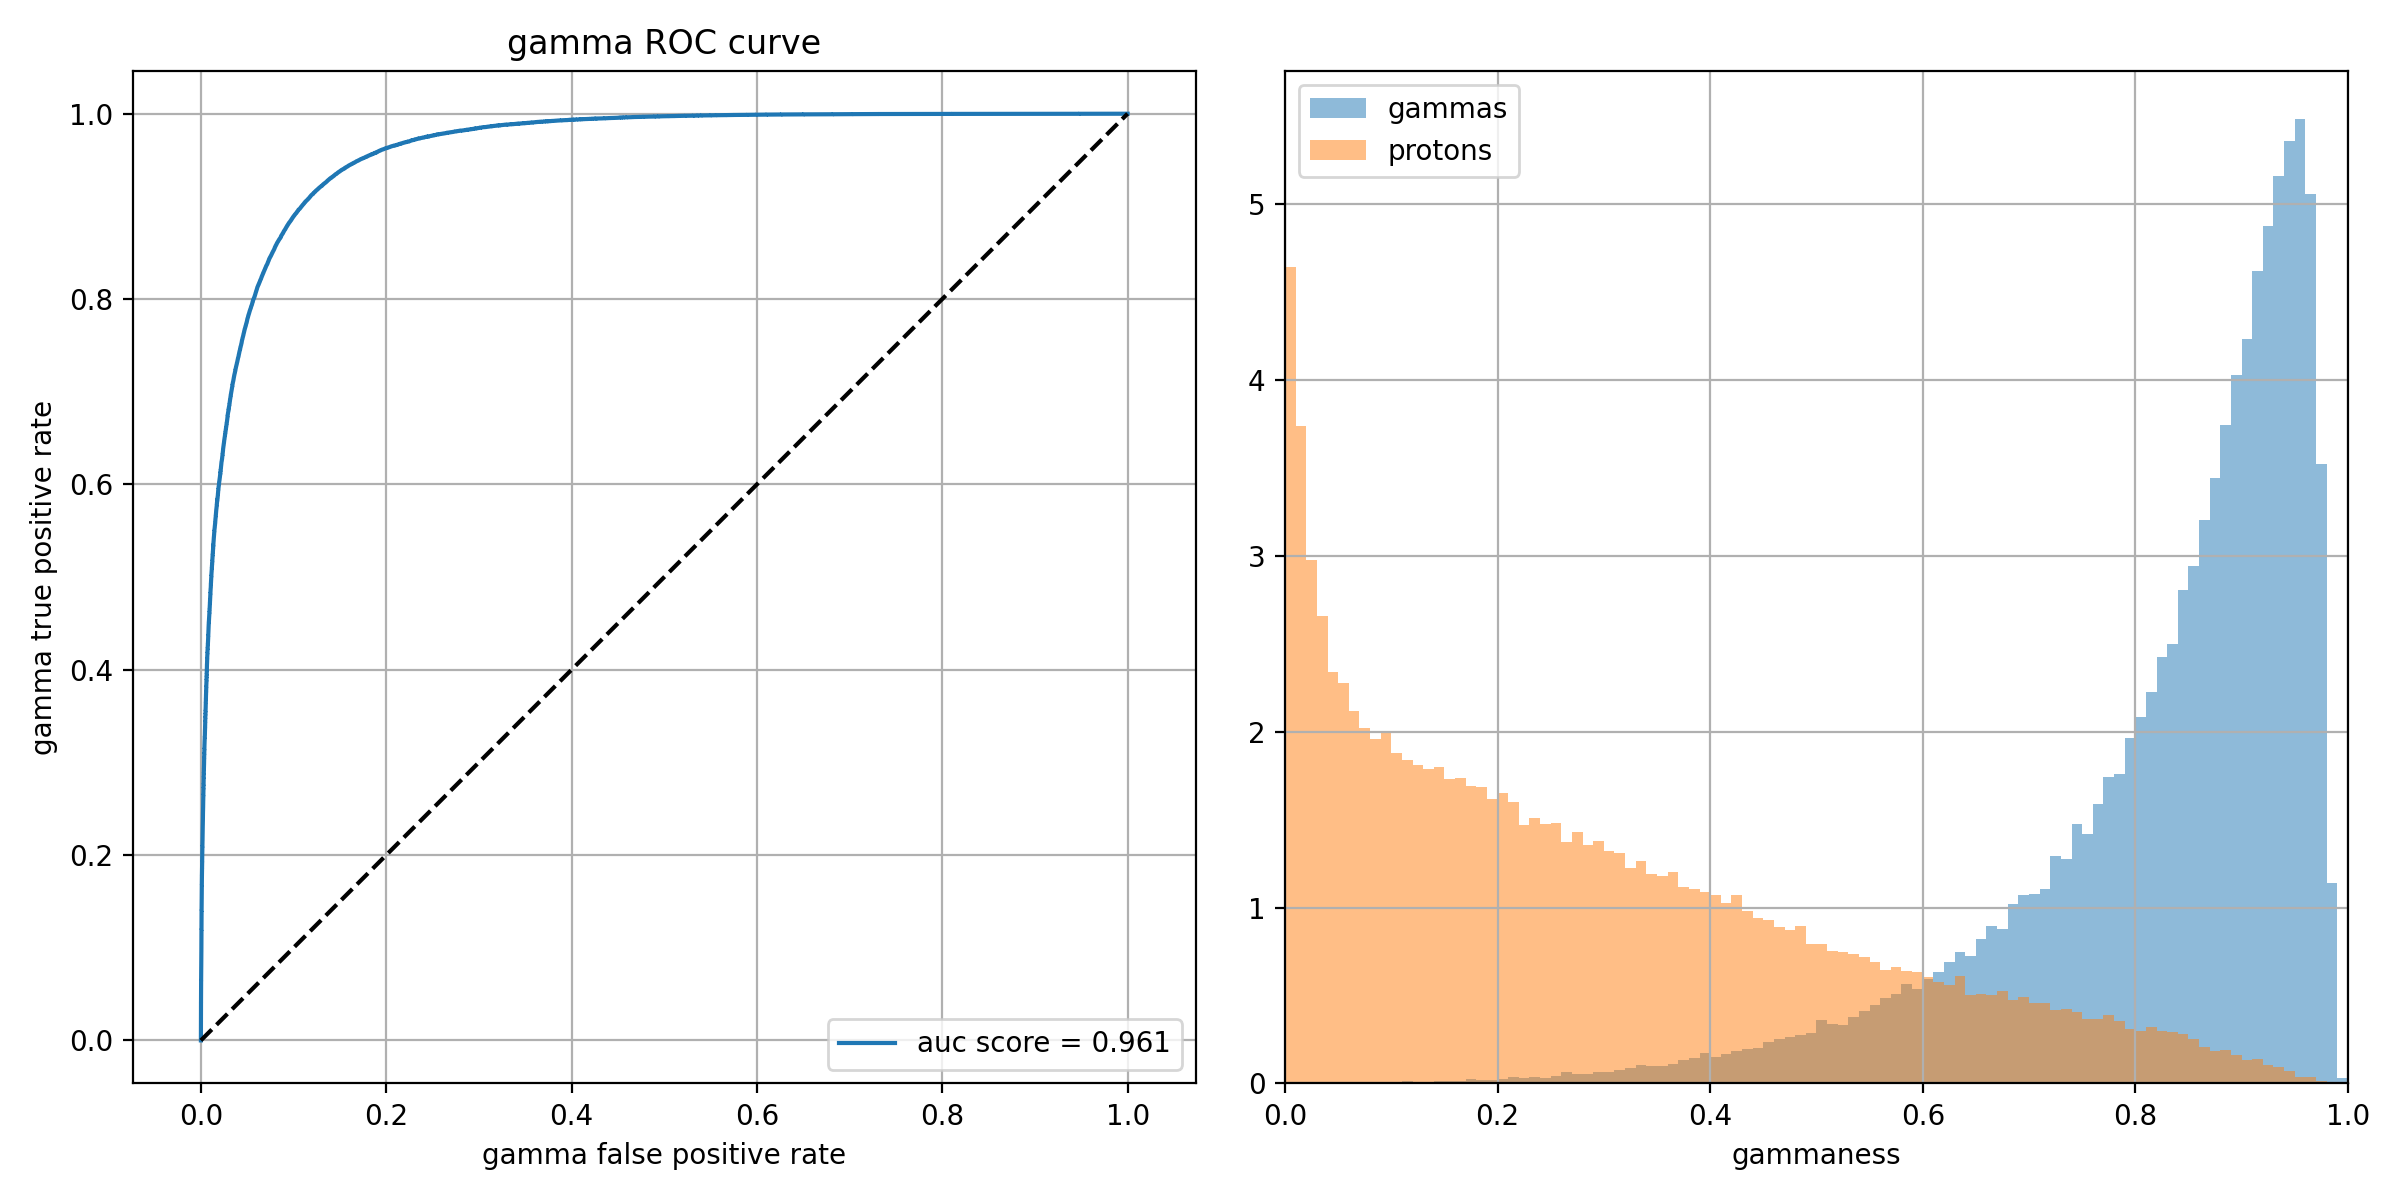 gamma ROC curve
gamma true positive rate
1.0
0.8
0.6
0.4
0.2
0.0
auc score = 0.961
0.0 0.2 0.4 0.6 0.8 1.0
gamma false positive rate
gammas
protons
5
4
3
2
1
0
0.0 0.2 0.4 0.6 0.8 1.0
gammaness